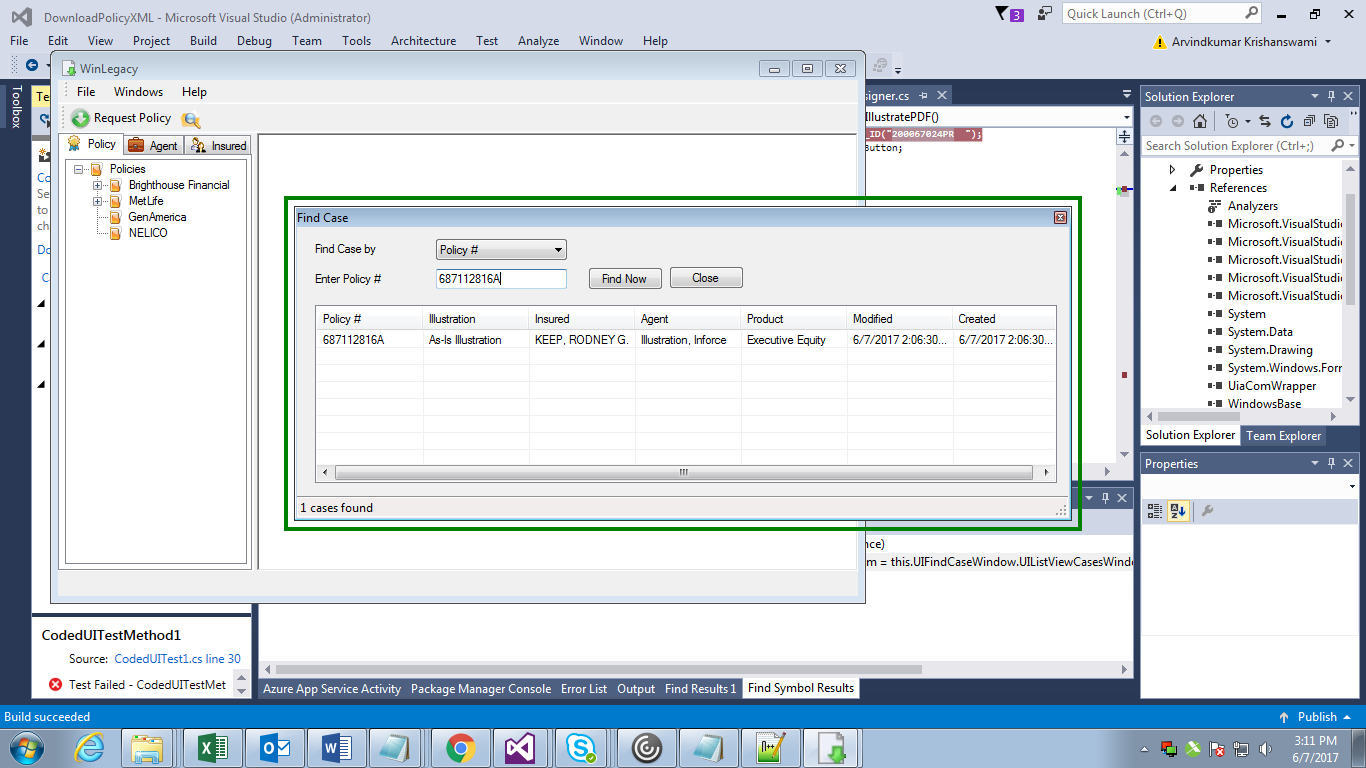 DownloadPolicyXML - Microsoft Visual Studio (Administrator)
3
Quick Launch (Ctrl+Q)
File Edit View Project Build Debug Team Tools Architecture Test Analyze Window Help
Arvindkumar Krishanswami
Toolbox
WinLegacy
File Windows Help
Request Policy
Policy Agent Insured
Policies
Brighthouse Financial
MetLife
GenAmerica
NELICO
igner.cs
IllustratePDF()
_ID("200067024PR ");
Button;
Find Case
Find Case by Policy #
Enter Policy # 687112816A Find Now Close
Policy # Illustration Insured Agent Product Modified Created
687112816A As-Is Illustration KEEP, RODNEY G. Illustration, Inforce Executive Equity 6/7/2017 2:06:30... 6/7/2017 2:06:30...
1 cases found
nce)
m = this.UIFindCaseWindow.UIListViewCasesWindo
Solution Explorer
Search Solution Explorer (Ctrl+;)
Properties
References
Analyzers
Microsoft.VisualStudi
Microsoft.VisualStudi
Microsoft.VisualStudi
Microsoft.VisualStudi
Microsoft.VisualStudi
System
System.Data
System.Drawing
System.Windows.Forr
UiaComWrapper
WindowsBase
Solution Explorer Team Explorer
Properties
CodedUITestMethod1
Source: CodedUITest1.cs line 30
Test Failed - CodedUITestMet
Azure App Service Activity Package Manager Console Error List Output Find Results 1 Find Symbol Results
Build succeeded
Publish
3:11 PM
6/7/2017